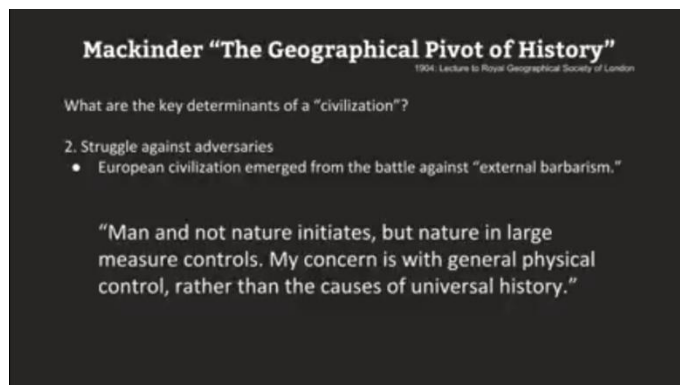 Mackinder “The Geographical Pivot of History”
1904: Lecture to Royal Geographical Society of London
What are the key determinants of a “civilization”?
2. Struggle against adversaries
● European civilization emerged from the battle against “external barbarism.”
“Man and not nature initiates, but nature in large
measure controls. My concern is with general physical
control, rather than the causes of universal history.”